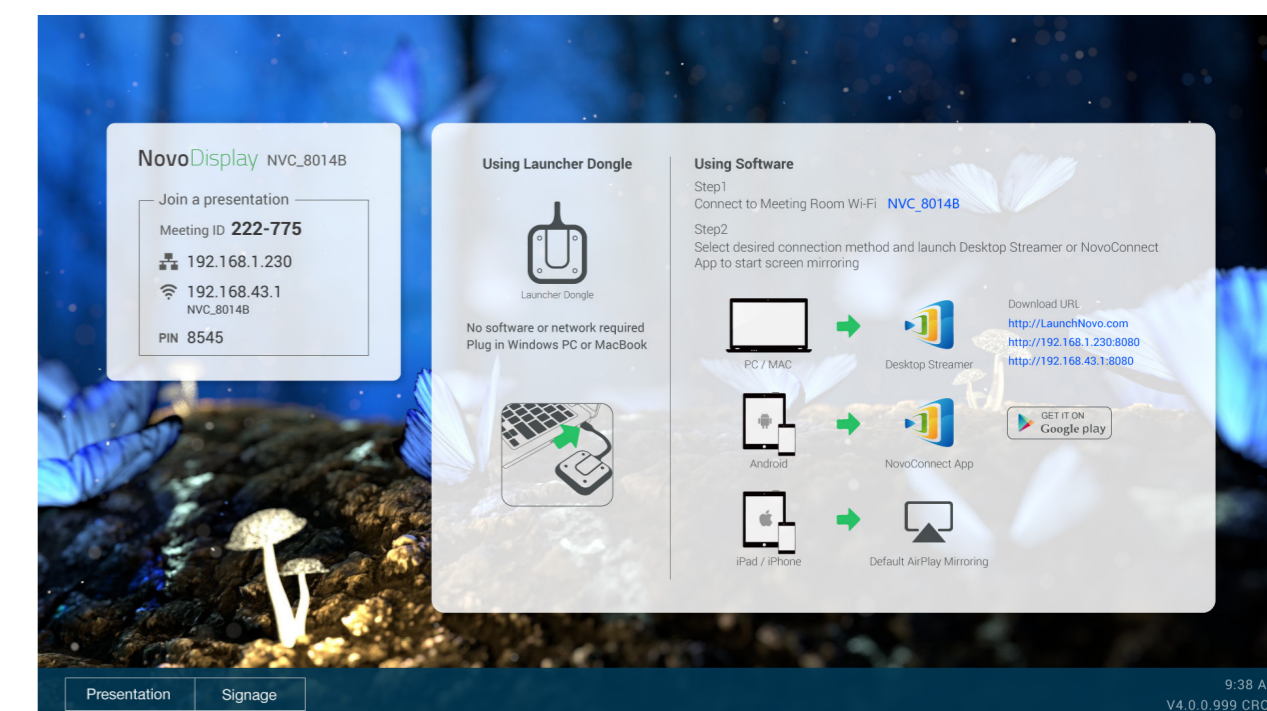 NovoDisplay NVC_8014B
Join a presentation
Meeting ID 222-775
192.168.1.230
192.168.43.1
NVC_8014B
PIN 8545
Using Launcher Dongle
Launcher Dongle
No software or network required
Plug in Windows PC or MacBook
Using Software
Step1
Connect to Meeting Room Wi-Fi NVC_8014B
Step2
Select desired connection method and launch Desktop Streamer or NovoConnect
App to start screen mirroring
PC / MAC
Desktop Streamer
Download URL
http://LaunchNovo.com
http://192.168.1.230:8080
http://192.168.43.1:8080
Android
NovoConnect App
GET IT ON
Google play
iPad / iPhone
Default AirPlay Mirroring
Presentation
Signage
9:38 A
V4.0.0.999 CRC